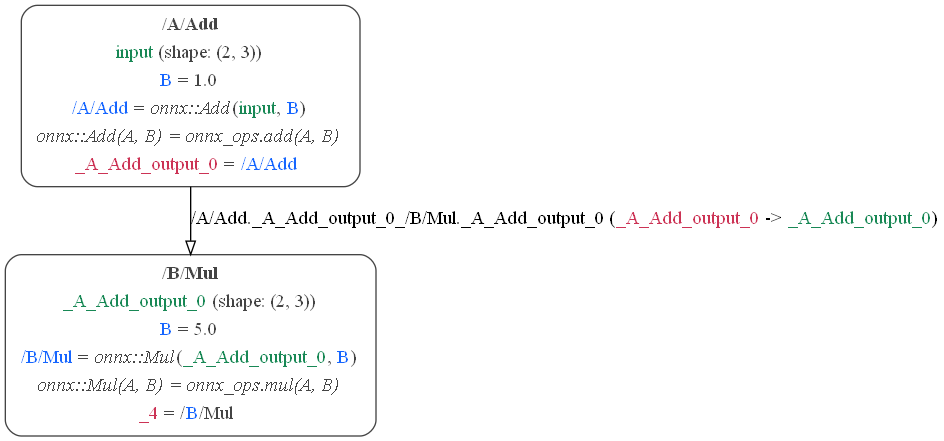 /A/Add
input (shape: (2, 3))
B = 1.0
/A/Add = onnx::Add(input, B)
onnx::Add(A, B) = onnx_ops.add(A, B)
_A_Add_output_0 = /A/Add
/A/Add._A_Add_output_0_/B/Mul._A_Add_output_0 (_A_Add_output_0 -> _A_Add_output_0)
/B/Mul
_A_Add_output_0 (shape: (2, 3))
B = 5.0
/B/Mul = onnx::Mul(_A_Add_output_0, B)
onnx::Mul(A, B) = onnx_ops.mul(A, B)
_4 = /B/Mul